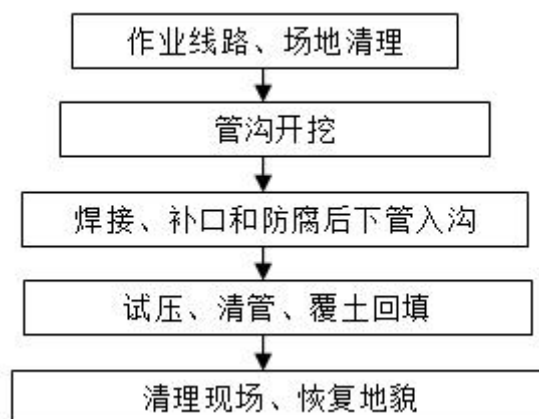 作业线路、场地清理
管沟开挖
焊接、补口和防腐后下管入沟
试压、清管、覆土回填
清理现场、恢复地貌